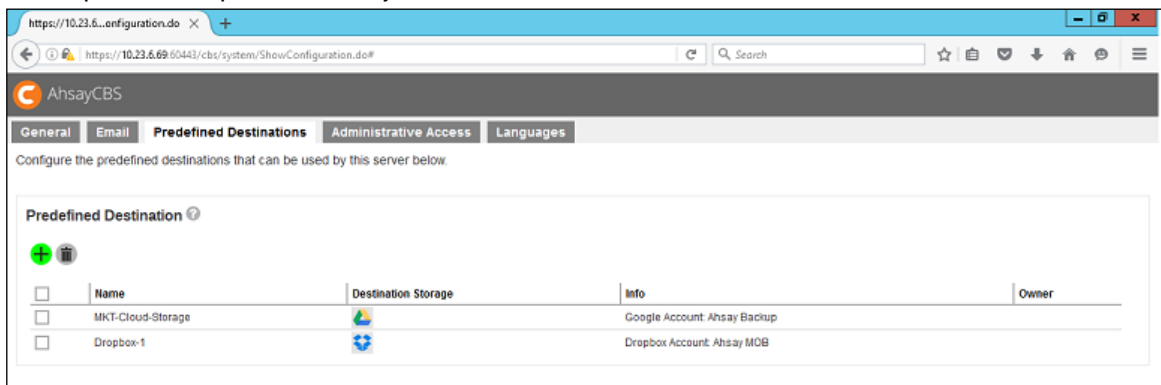 https://10.23.6...onfiguration.do
https://10.23.6.69:60443/cbs/system/ShowConfiguration.do# Search
AhsayCBS
General Email Predefined Destinations Administrative Access Languages
Configure the predefined destinations that can be used by this server below.
Predefined Destination
Name Destination Storage Info Owner
MKT-Cloud-Storage Google Account: Ahsay Backup
Dropbox-1 Dropbox Account: Ahsay MOB